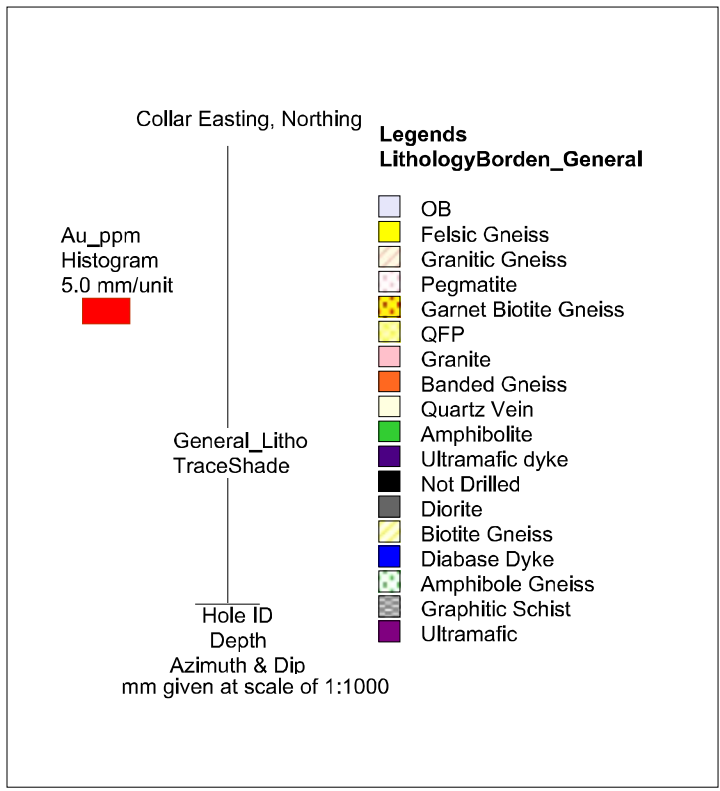 Collar Easting, Northing
Au_ppm
Histogram
5.0 mm/unit
General_Litho
TraceShade
Hole ID
Depth
Azimuth & Dip
mm given at scale of 1:1000
Legends
LithologyBorden_General
OB
Felsic Gneiss
Granitic Gneiss
Pegmatite
Garnet Biotite Gneiss
QFP
Granite
Banded Gneiss
Quartz Vein
Amphibolite
Ultramafic dyke
Not Drilled
Diorite
Biotite Gneiss
Diabase Dyke
Amphibole Gneiss
Graphitic Schist
Ultramafic